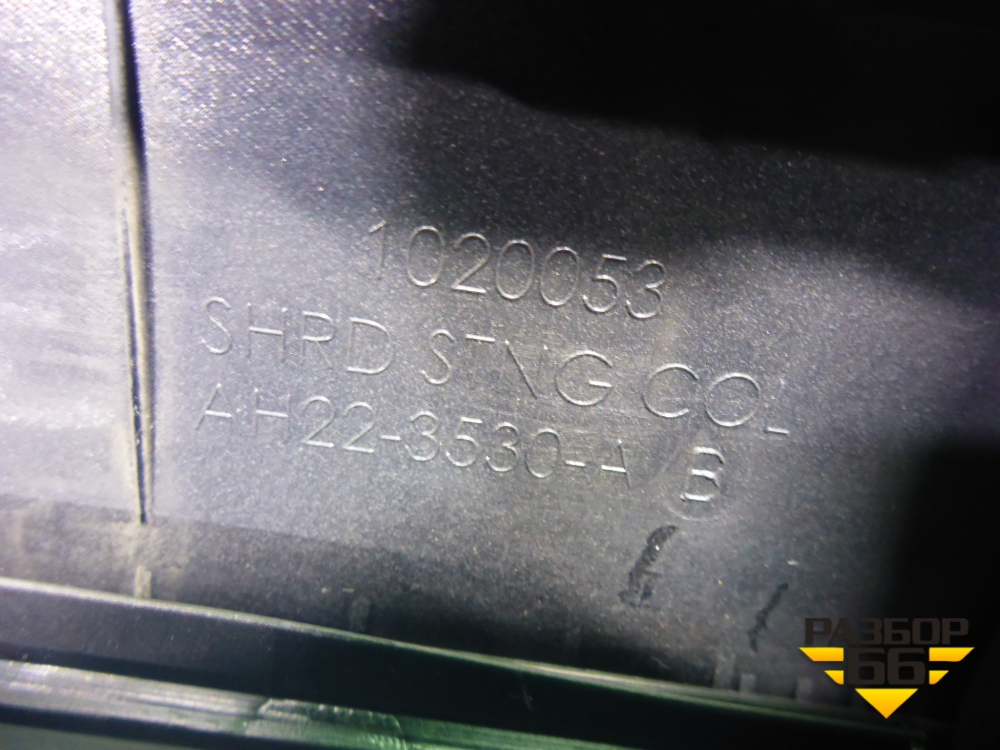 1020053
SHRD STNG COL
AH22-3530-A B
РАЗБОР
66